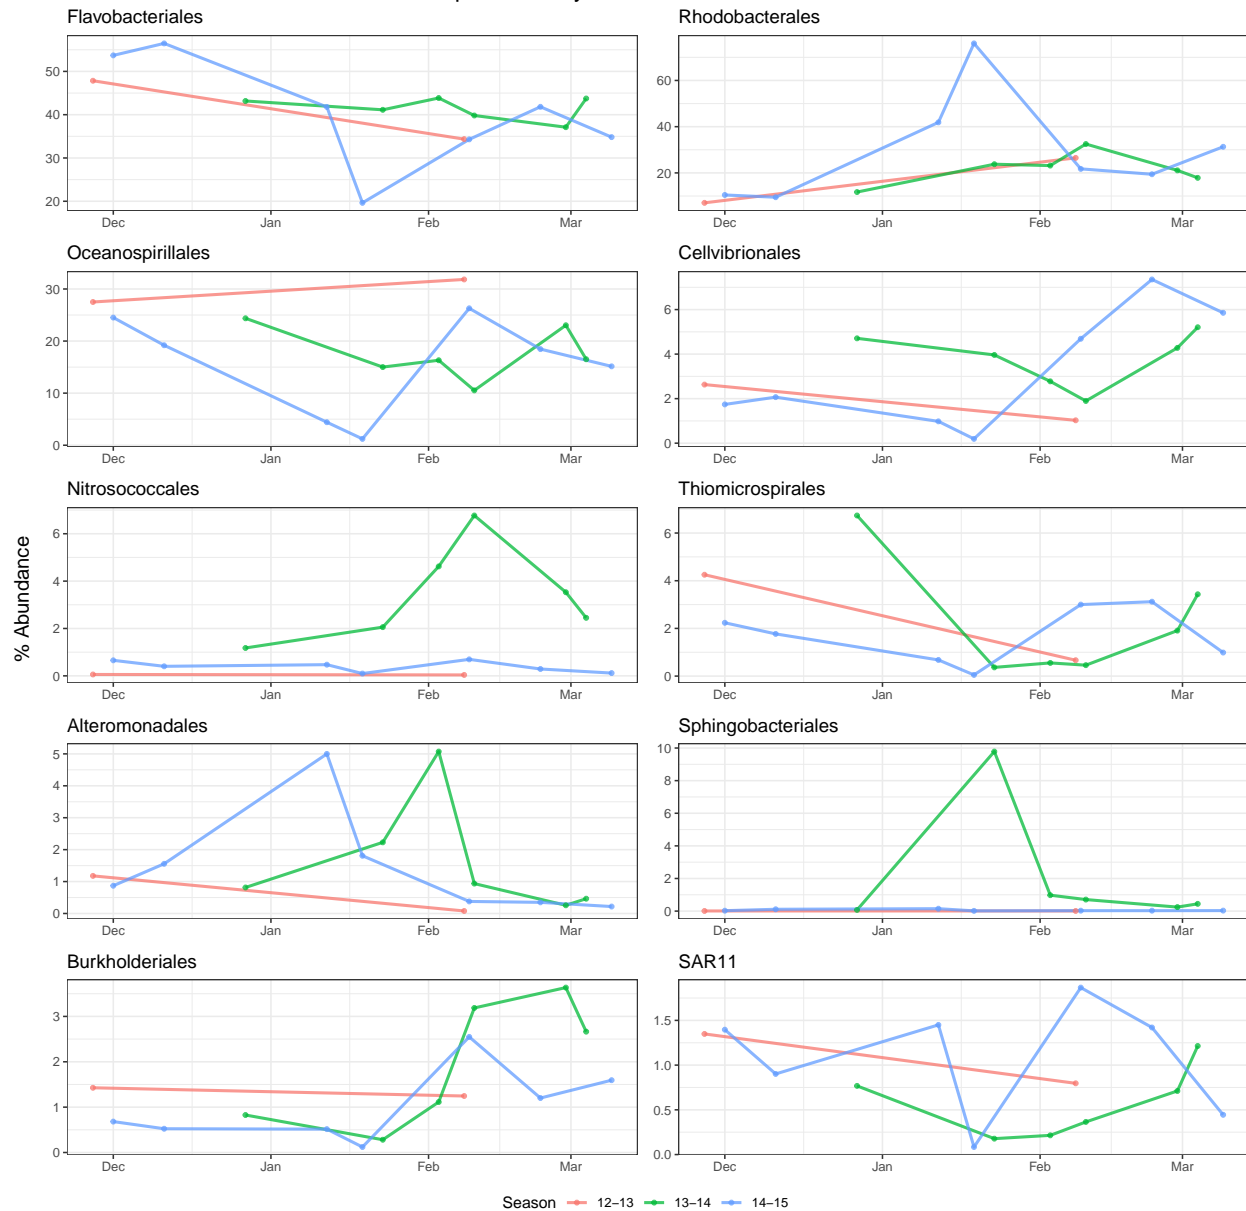 Flavobacteriales
Rhodobacterales
50
40
30
20
Dec Jan Feb Mar
60
40
20
Dec Jan Feb Mar
Oceanospirillales
Cellvibrionales
30
20
10
0
Dec Jan Feb Mar
6
4
2
0
Dec Jan Feb Mar
Nitrosococcales
Thiomicrospirales
% Abundance
6
4
2
0
Dec Jan Feb Mar
6
4
2
0
Dec Jan Feb Mar
Alteromonadales
Sphingobacteriales
5
4
3
2
1
0
Dec Jan Feb Mar
10
8
6
4
2
0
Dec Jan Feb Mar
Burkholderiales
SAR11
3
2
1
0
Dec Jan Feb Mar
1.5
1.0
0.5
0.0
Dec Jan Feb Mar
Season 12–13 13–14 14–15